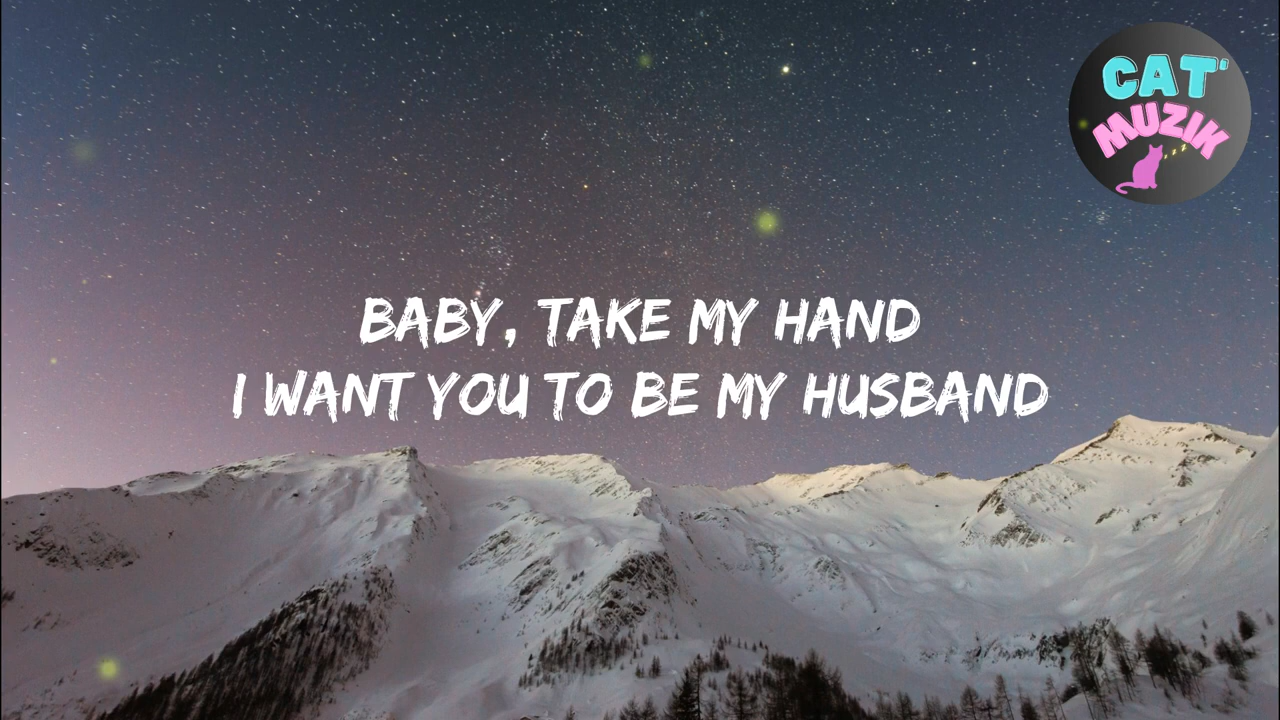 CAT'
MUZIK
z z z
BABY, TAKE MY HAND
I WANT YOU TO BE MY HUSBAND